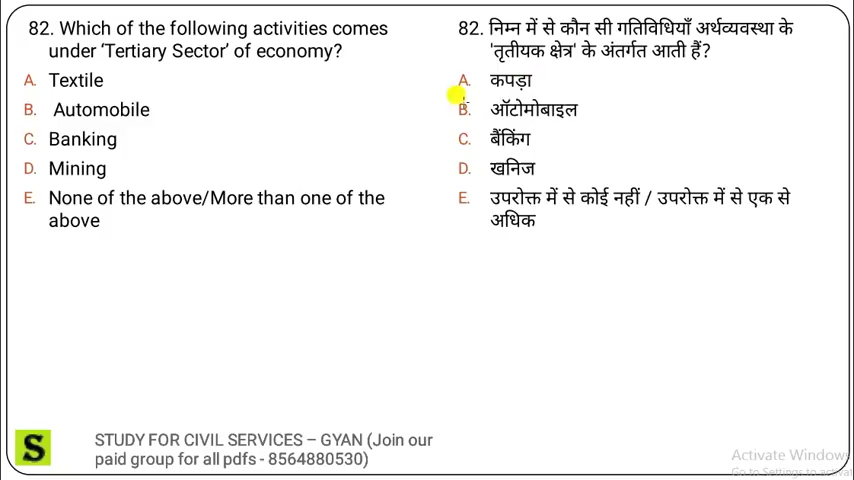 82. Which of the following activities comes
under ‘Tertiary Sector’ of economy?
A. Textile
B. Automobile
C. Banking
D. Mining
E. None of the above/More than one of the
above
82. निम्न में से कौन सी गतिविधियाँ अर्थव्यवस्था के
'तृतीयक क्षेत्र' के अंतर्गत आती हैं?
A. कपड़ा
B. ऑटोमोबाइल
C. बैंकिंग
D. खनिज
E. उपरोक्त में से कोई नहीं / उपरोक्त में से एक से
अधिक
S
STUDY FOR CIVIL SERVICES – GYAN (Join our
paid group for all pdfs - 8564880530)
Activate Windows
Go to Settings to activat